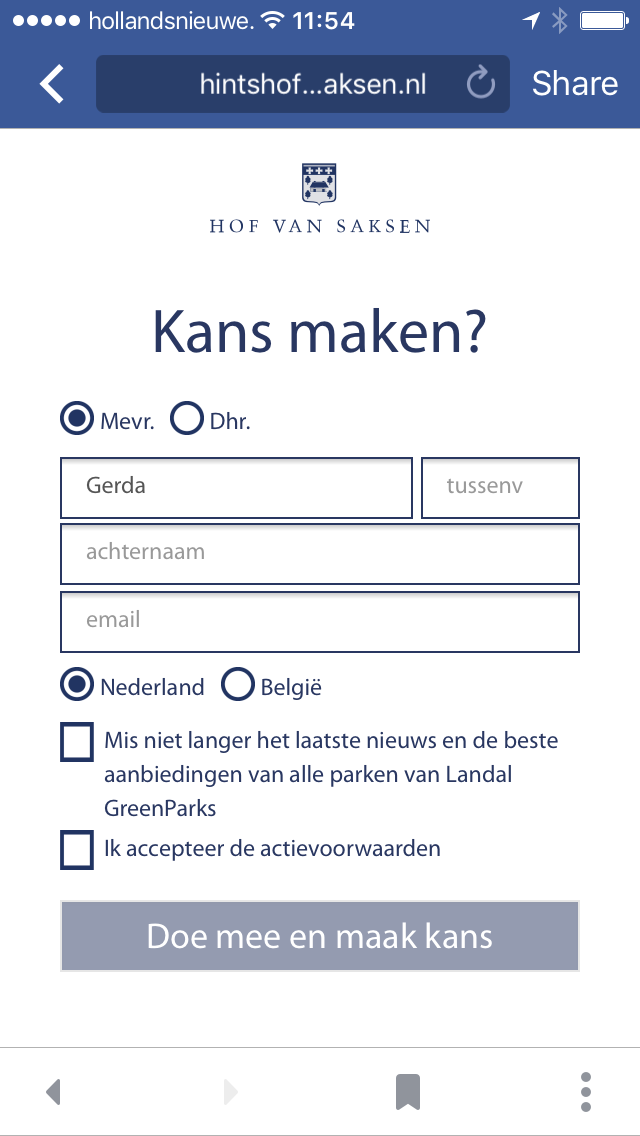 hollandsnieuwe. 11:54
hintshof...aksen.nl Share
HOF VAN SAKSEN
Kans maken?
Mevr. Dhr.
Gerda tussenv
achternaam
email
Nederland België
Mis niet langer het laatste nieuws en de beste
aanbiedingen van alle parken van Landal
GreenParks
Ik accepteer de actievoorwaarden
Doe mee en maak kans